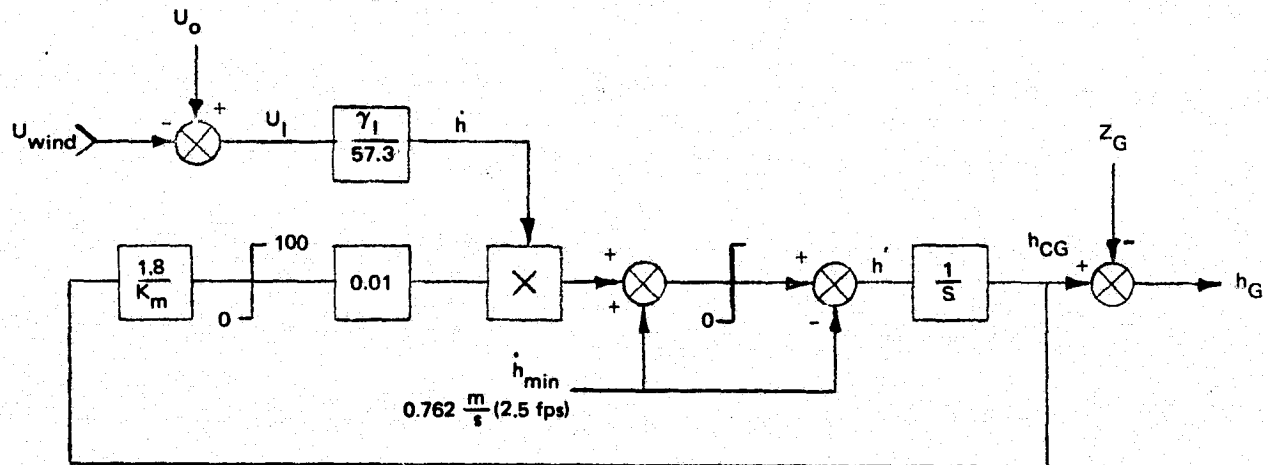 U_o
+
-
U_wind
U_I
γ_I
57.3
ḣ
Z_G
-
1.8
K_m
100
0
0.01
×
+
+
0
+
-
h'
1
S
h_CG
+
h_G
ḣ_min
0.762 m/s (2.5 fps)